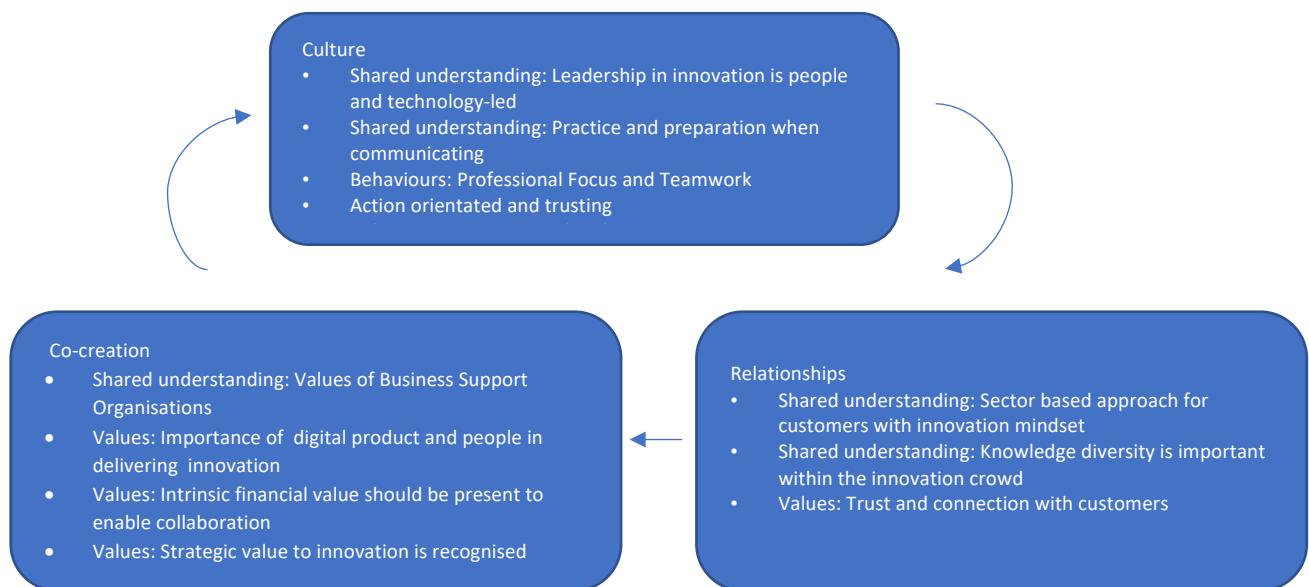 Culture
• Shared understanding: Leadership in innovation is people
and technology-led
• Shared understanding: Practice and preparation when
communicating
• Behaviours: Professional Focus and Teamwork
• Action orientated and trusting
Co-creation
• Shared understanding: Values of Business Support
Organisations
• Values: Importance of digital product and people in
delivering innovation
• Values: Intrinsic financial value should be present to
enable collaboration
• Values: Strategic value to innovation is recognised
Relationships
• Shared understanding: Sector based approach for
customers with innovation mindset
• Shared understanding: Knowledge diversity is important
within the innovation crowd
• Values: Trust and connection with customers